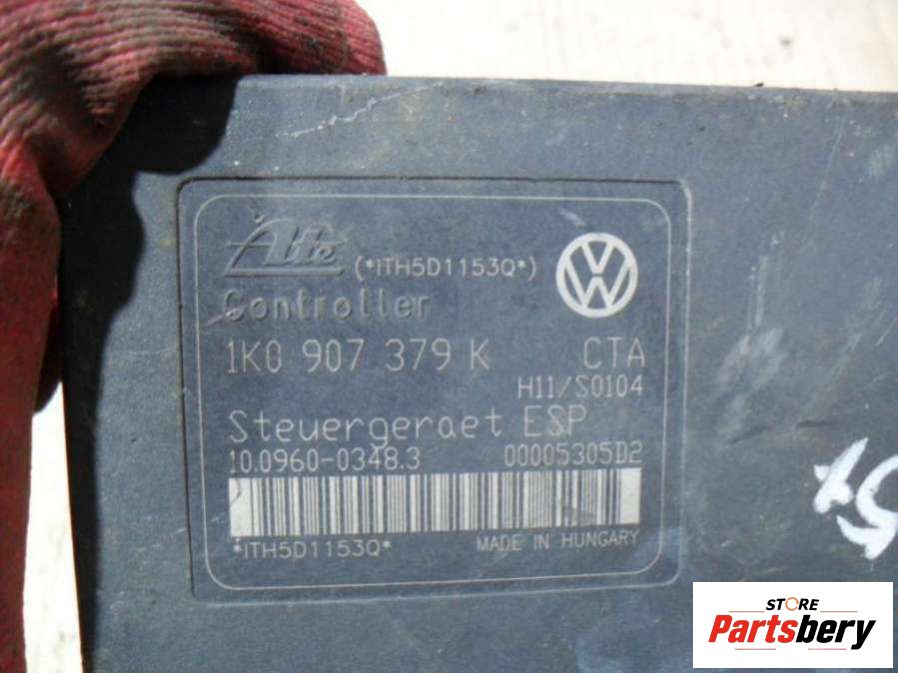 Ate (*ITH5D1153Q*)
Controller
1K0 907 379 K CTA
H11/S0104
Steuergeraet ESP
10.0960-0348.3 00005305D2
*ITH5D1153Q* MADE IN HUNGARY
STORE
Partsbery